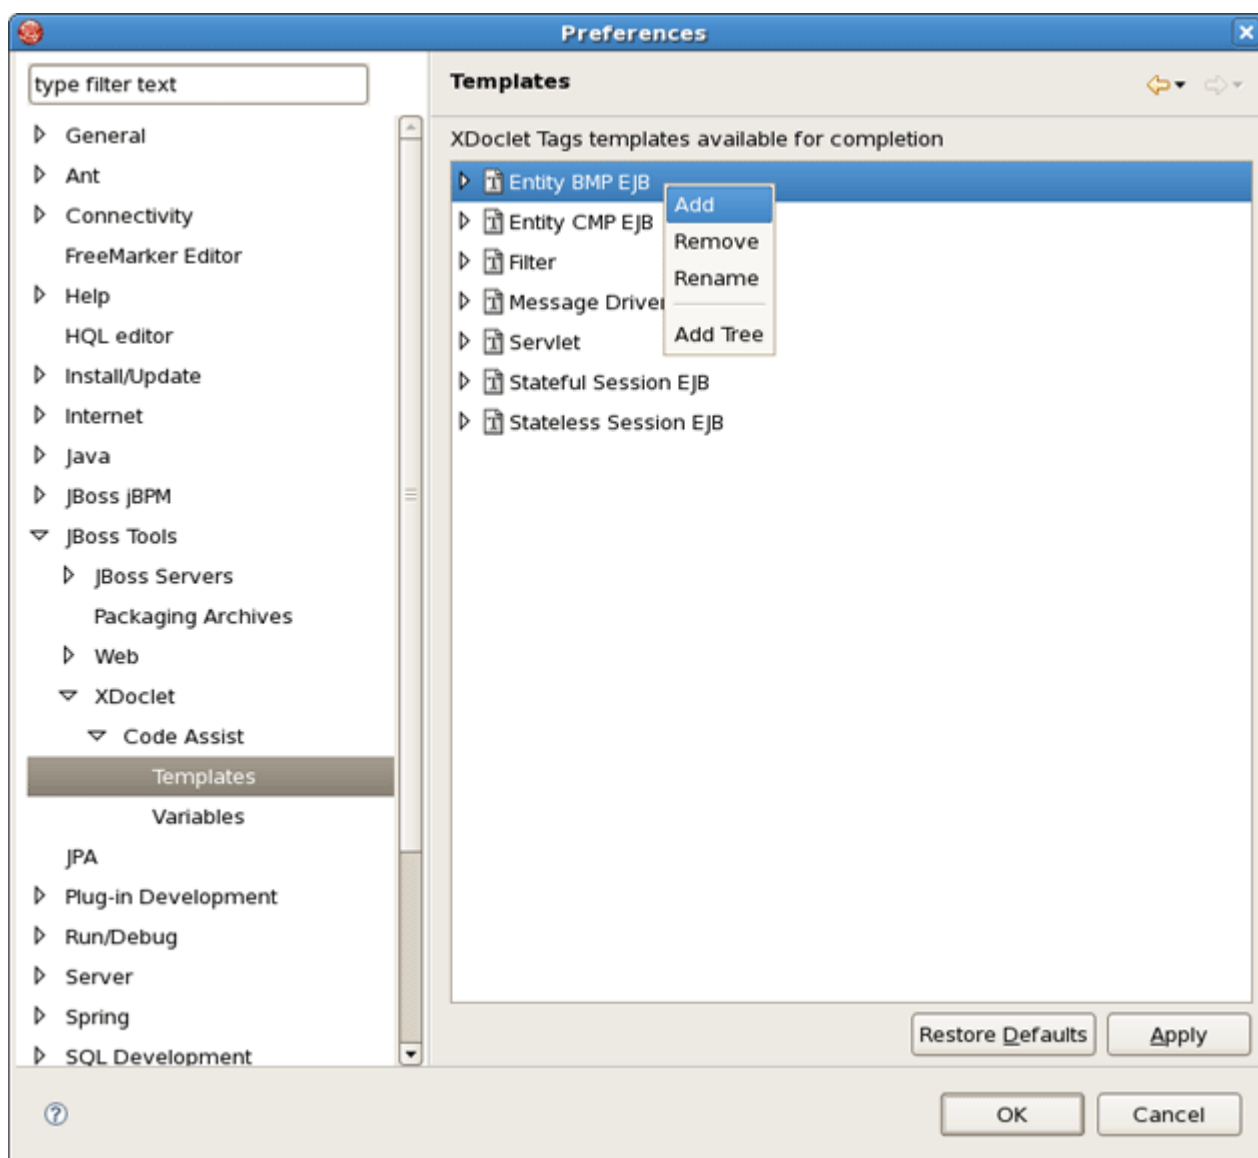 Preferences
type filter text
General
Ant
Connectivity
FreeMarker Editor
Help
HQL editor
Install/Update
Internet
Java
JBoss jBPM
JBoss Tools
JBoss Servers
Packaging Archives
Web
XDoclet
Code Assist
Templates
Variables
JPA
Plug-in Development
Run/Debug
Server
Spring
SQL Development
Templates
XDoclet Tags templates available for completion
Entity BMP EJB
Entity CMP EJB
Filter
Message Driven
Servlet
Stateful Session EJB
Stateless Session EJB
Add
Remove
Rename
Add Tree
Restore Defaults
Apply
OK
Cancel